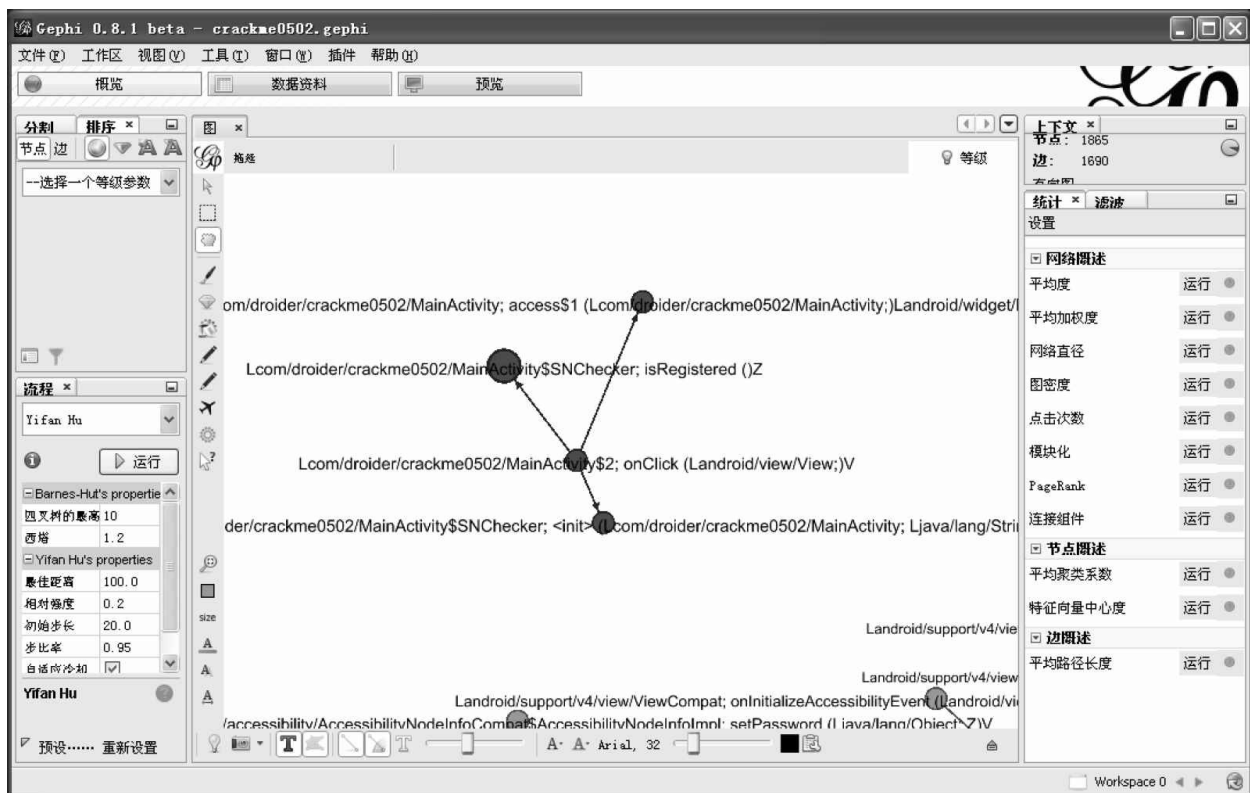 Gephi 0.8.1 beta - crackme0502.gephi
文件(F) 工作区 视图(V) 工具(T) 窗口(W) 插件 帮助(H)
概览 数据资料 预览
分割 排序 ×
节点 边
--选择一个等级参数
流程 ×
Yifan Hu
运行
Barnes-Hut's propertie
四叉树的最高 10
西塔 1.2
Yifan Hu's properties
最佳距离 100.0
相对强度 0.2
初始步长 20.0
步比率 0.95
自适应冷却
Yifan Hu
预设…… 重新设置
图 ×
拖拽
等级
size
om/droider/crackme0502/MainActivity; access$1 (Lcom/droider/crackme0502/MainActivity;)Landroid/widget/
Lcom/droider/crackme0502/MainActivity$SNChecker; isRegistered ()Z
Lcom/droider/crackme0502/MainActivity$2; onClick (Landroid/view/View;)V
der/crackme0502/MainActivity$SNChecker; <init> (Lcom/droider/crackme0502/MainActivity; Ljava/lang/Stri
Landroid/support/v4/vie
Landroid/support/v4/view
Landroid/support/v4/view/ViewCompat; onInitializeAccessibilityEvent (Landroid/vi
/accessibility/AccessibilityNodeInfoCompat$AccessibilityNodeInfoImpl; setPassword (Ljava/lang/Object;Z)V
T T A- A- Arial, 32
上下文 ×
节点: 1865
边: 1690
有向图
统计 × 滤波
设置
网络概述
平均度 运行
平均加权度 运行
网络直径 运行
图密度 运行
点击次数 运行
模块化 运行
PageRank 运行
连接组件 运行
节点概述
平均聚类系数 运行
特征向量中心度 运行
边概述
平均路径长度 运行
Workspace 0